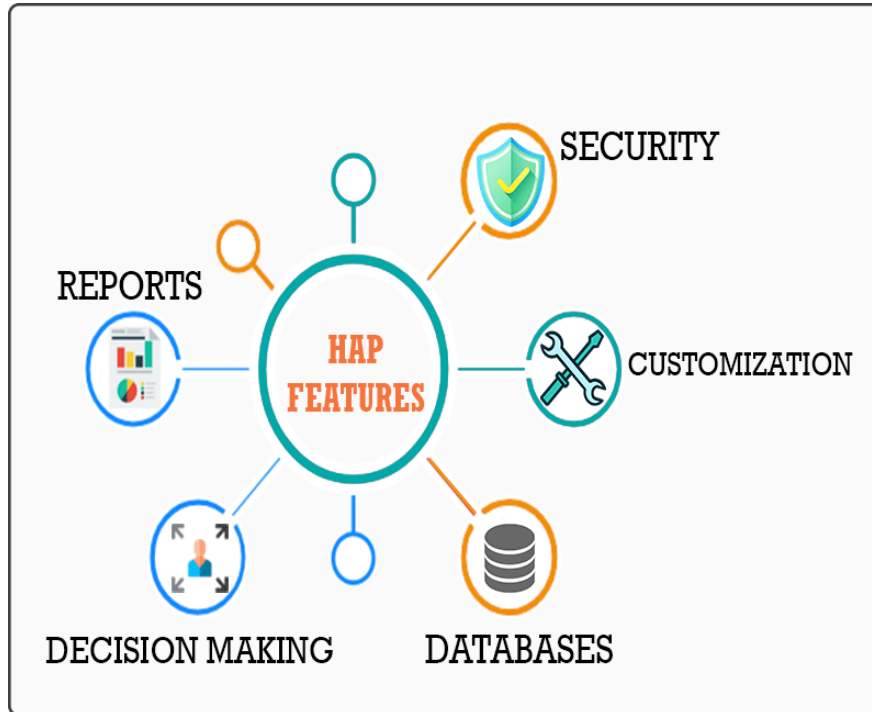 SECURITY
REPORTS
HAP
FEATURES
CUSTOMIZATION
DECISION MAKING
DATABASES